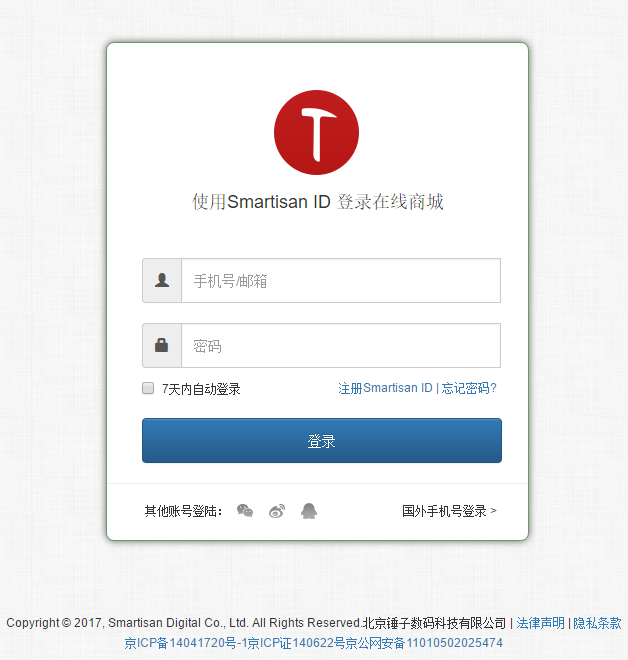 使用Smartisan ID 登录在线商城
手机号/邮箱
密码
7天内自动登录 注册Smartisan ID | 忘记密码?
登录
其他账号登陆： 国外手机号登录 >
Copyright © 2017, Smartisan Digital Co., Ltd. All Rights Reserved.北京锤子数码科技有限公司 | 法律声明 | 隐私条款
京ICP备14041720号-1京ICP证140622号京公网安备11010502025474